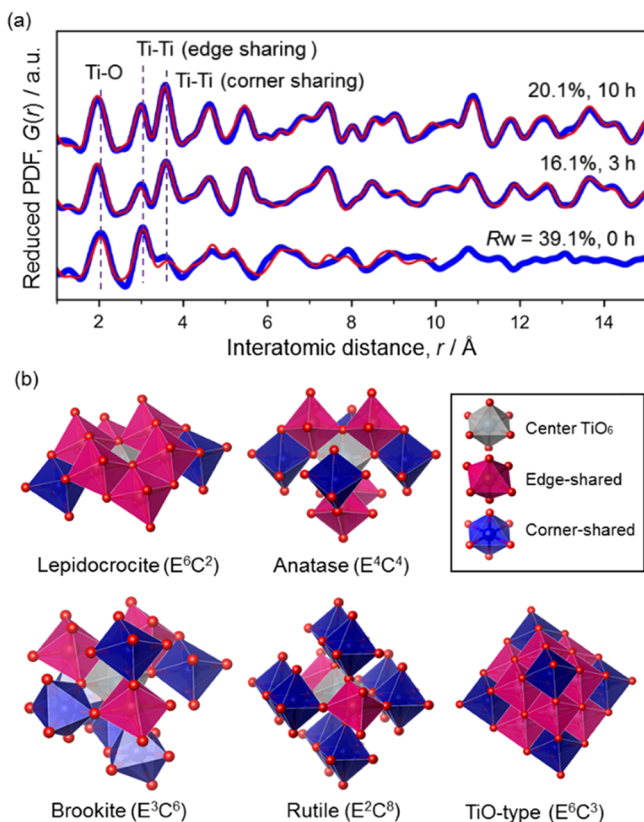 (a)
Ti-Ti (edge sharing )
Ti-O
Ti-Ti (corner sharing)
20.1%, 10 h
16.1%, 3 h
Rw = 39.1%, 0 h
Reduced PDF, G(r) / a.u.
2 4 6 8 10 12 14
Interatomic distance, r / Å
(b)
Center TiO₆
Edge-shared
Corner-shared
Lepidocrocite (E⁶C²)
Anatase (E⁴C⁴)
Brookite (E³C⁶)
Rutile (E²C⁸)
TiO-type (E⁶C³)